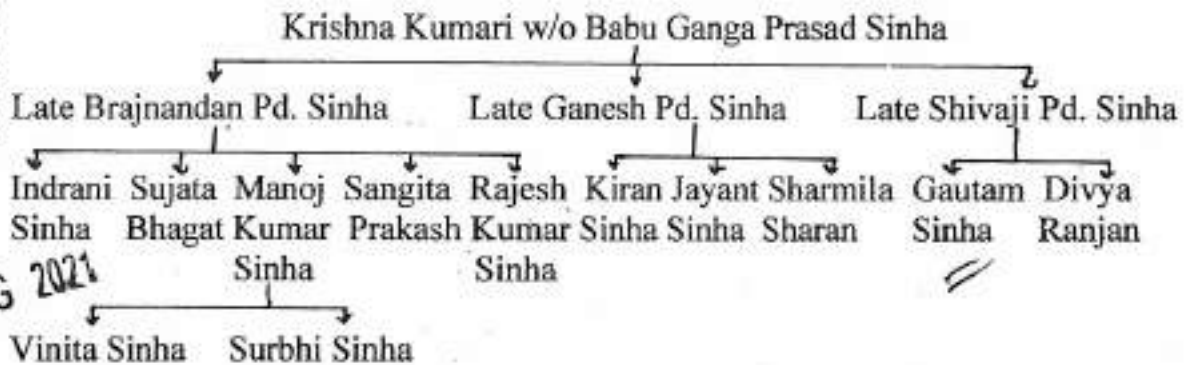 Krishna Kumari w/o Babu Ganga Prasad Sinha
Late Brajnandan Pd. Sinha Late Ganesh Pd. Sinha Late Shivaji Pd. Sinha
Indrani Sujata Manoj Sangita Rajesh Kiran Jayant Sharmila Gautam Divya
Sinha Bhagat Kumar Prakash Kumar Sinha Sinha Sharan Sinha Ranjan
Sinha Sinha
2021
Vinita Sinha Surbhi Sinha